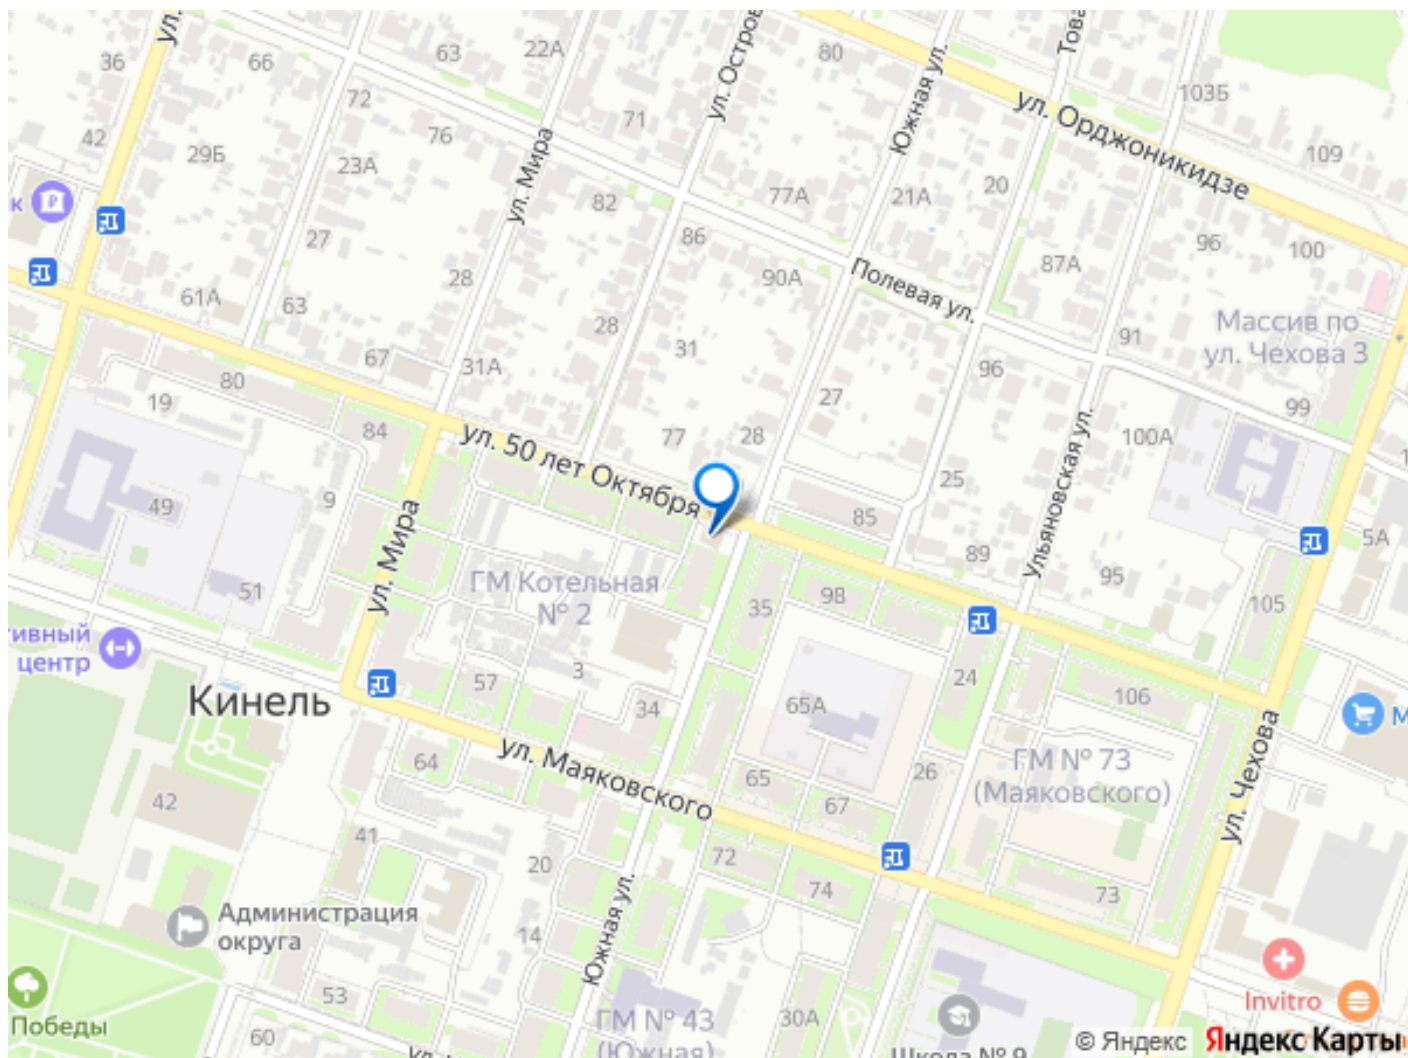 ул.
36
66
63
22А
ул. Остров
80
Южная ул.
Това
103Б
ул. Орджоникидзе
109
42
29Б
72
76
71
23А
ул. Мира
82
77А
21А
20
к
27
86
87А
96
100
28
90А
Полевая ул.
61А
63
28
67
31А
31
Массив по
ул. Чехова 3
91
96
80
19
84
27
99
77
28
100А
ул. 50 лет Октября
Ульяновская ул.
25
49
9
ул. Мира
85
89
5А
ГМ Котельная
№ 2
51
35
98
95
105
тивный
центр
3
57
34
65А
24
106
Кинель
М
ул. Маяковского
64
65
67
26
ГМ № 73
(Маяковского)
ул. Чехова
42
41
20
72
74
73
Администрация
округа
14
Южная ул.
53
Победы
60
ГМ № 43
(Южная)
30А
Школа № 9
Invitro
© Яндекс
Яндекс Карты